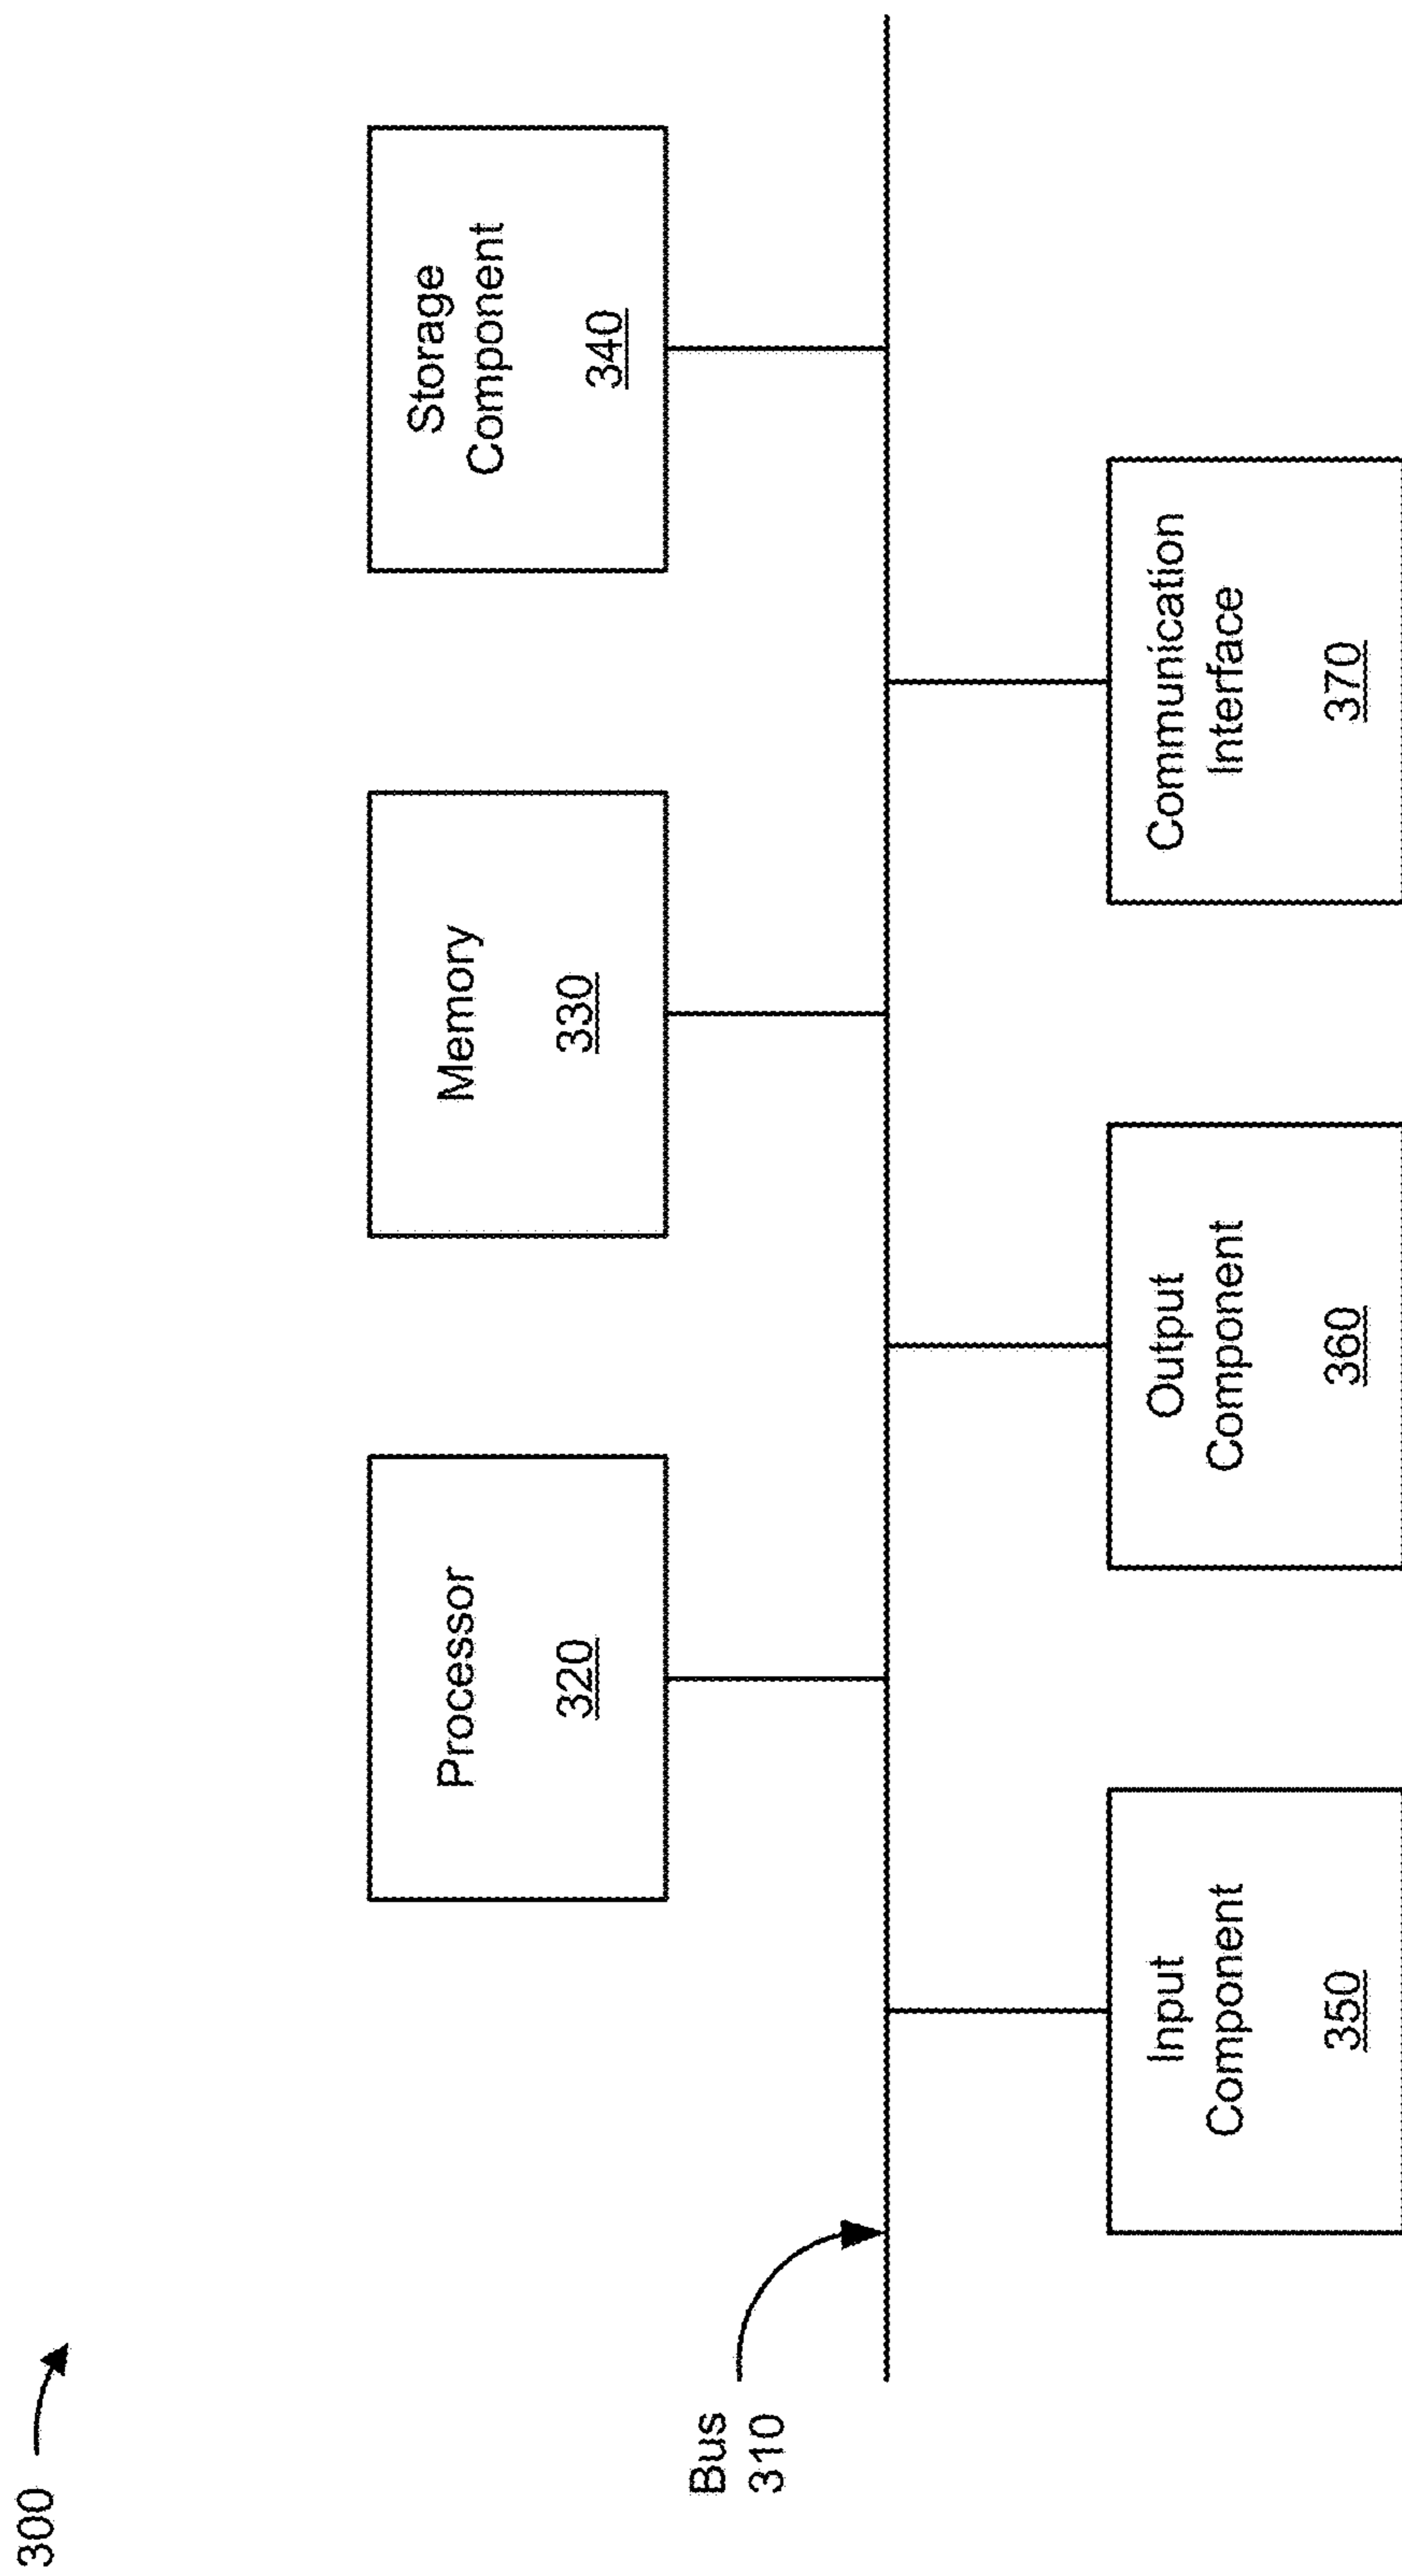 300
Processor
320
Memory
330
Storage
Component
340
Bus
310
Input
Component
350
Output
Component
360
Communication
Interface
370